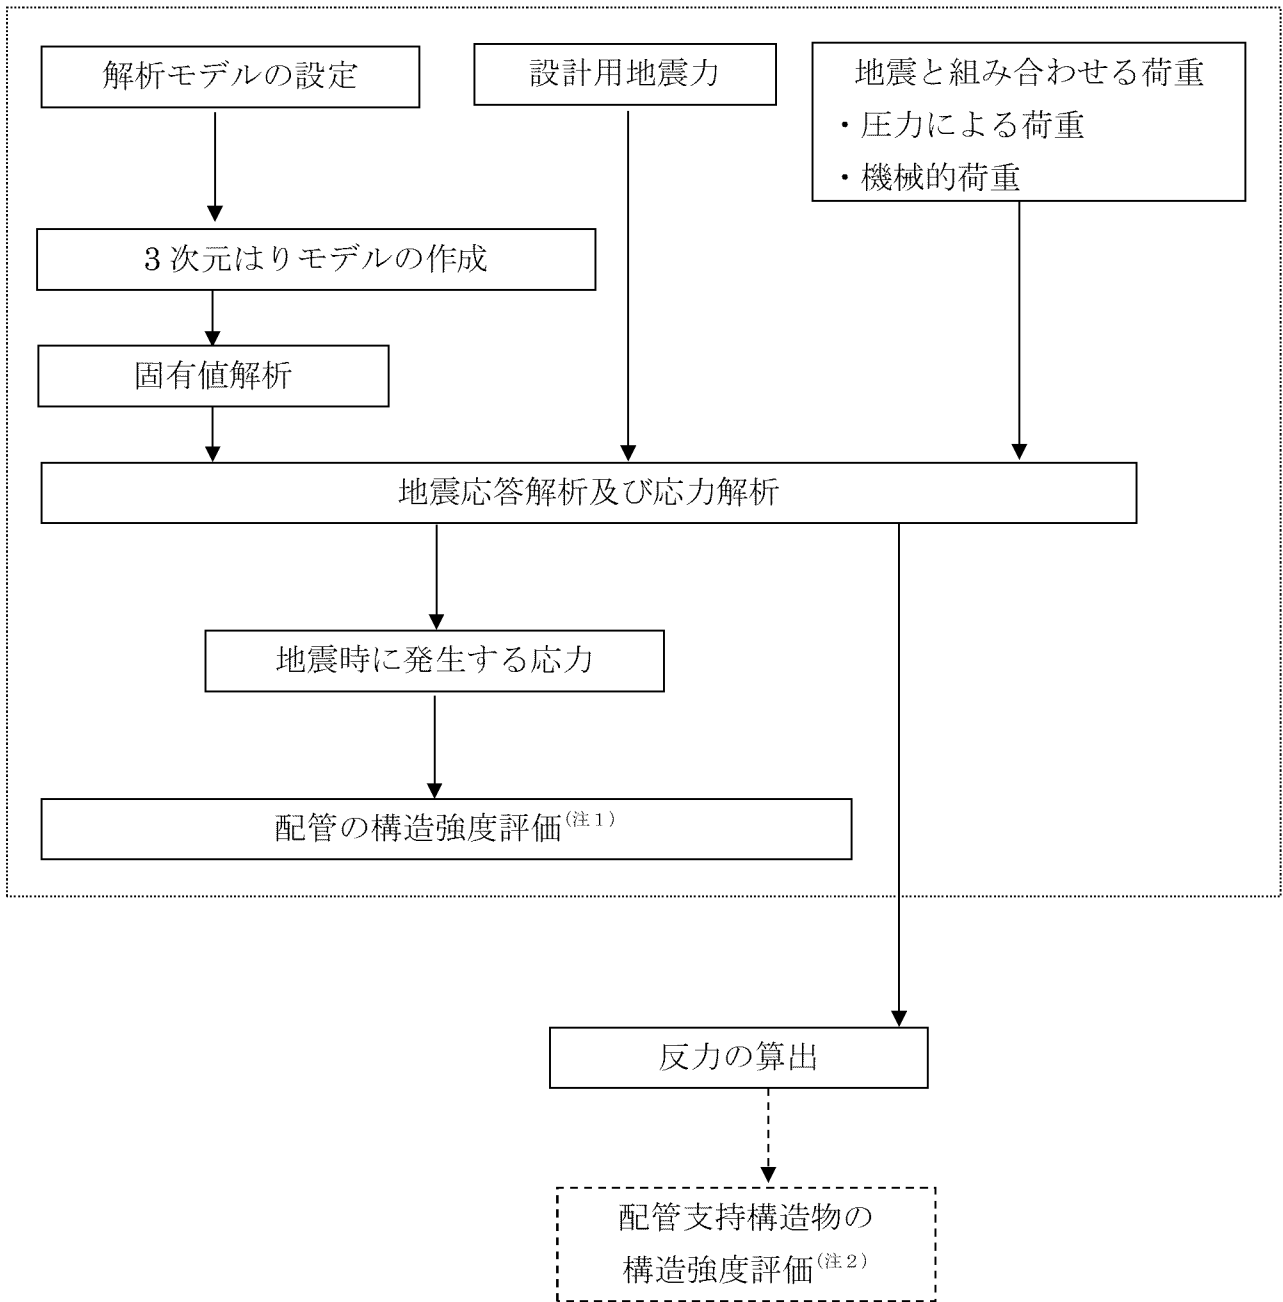 解析モデルの設定
設計用地震力
地震と組み合わせる荷重
・圧力による荷重
・機械的荷重
３次元はりモデルの作成
固有値解析
地震応答解析及び応力解析
地震時に発生する応力
配管の構造強度評価(注１)
反力の算出
配管支持構造物の
構造強度評価(注２)